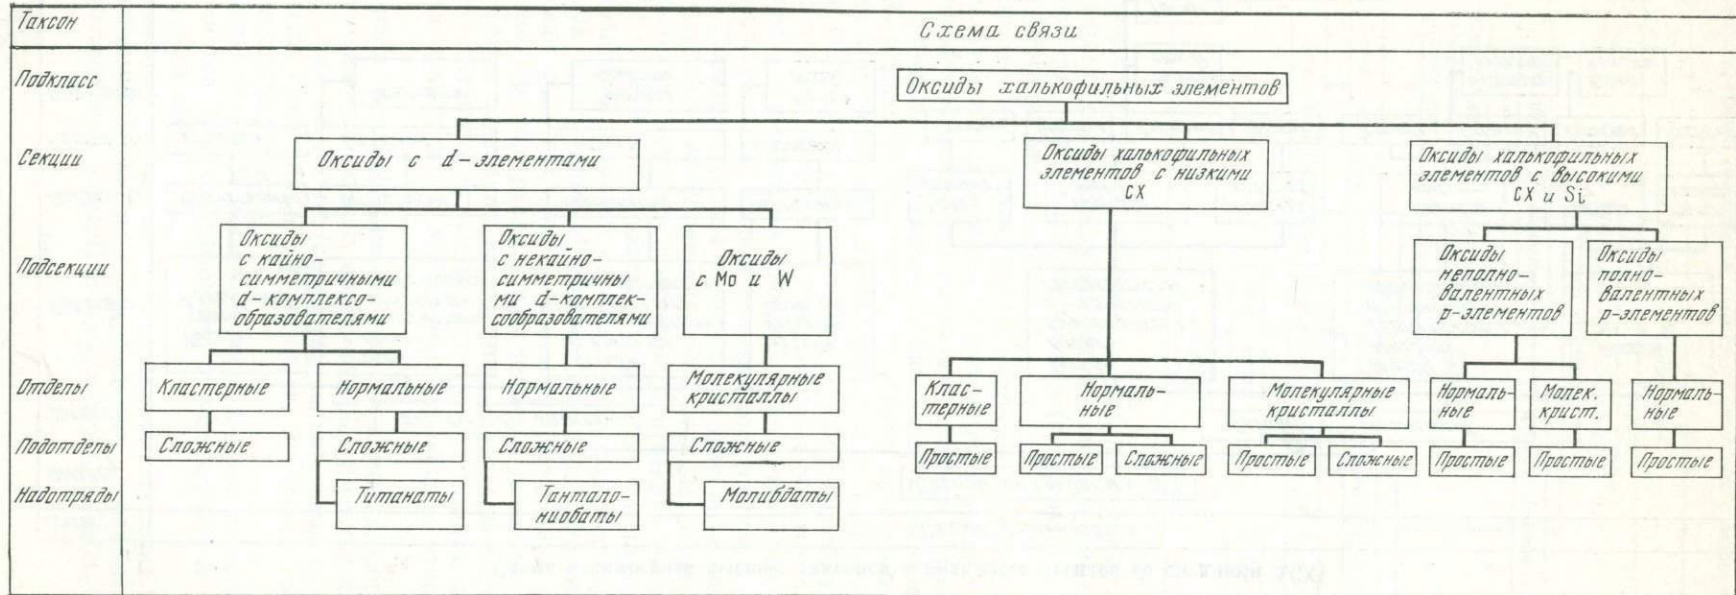 Таксон
Схема связи
Подкласс
Оксиды халькофильных элементов
Секции
Оксиды с d-элементами
Оксиды халькофильных
элементов с низкими
СХ
Оксиды халькофильных
элементов с высокими
СХ и Si
Подсекции
Оксиды
с кайно-
симметричными
d-комплексо-
образователями
Оксиды
с некайно-
симметричны
ми d-комплек-
сообразователями
Оксиды
с Mo и W
Оксиды
неполно-
валентных
р-элементов
Оксиды
полно-
валентных
р-элементов
Отделы
Кластерные
Нормальные
Нормальные
Молекулярные
кристаллы
Клас-
терные
Нормаль-
ные
Молекулярные
кристаллы
Нормаль-
ные
Молек.
крист.
Нормаль-
ные
Подотделы
Сложные
Сложные
Сложные
Сложные
Простые
Простые
Сложные
Простые
Сложные
Простые
Простые
Простые
Надотряды
Титанаты
Тантало-
ниобаты
Молибдаты